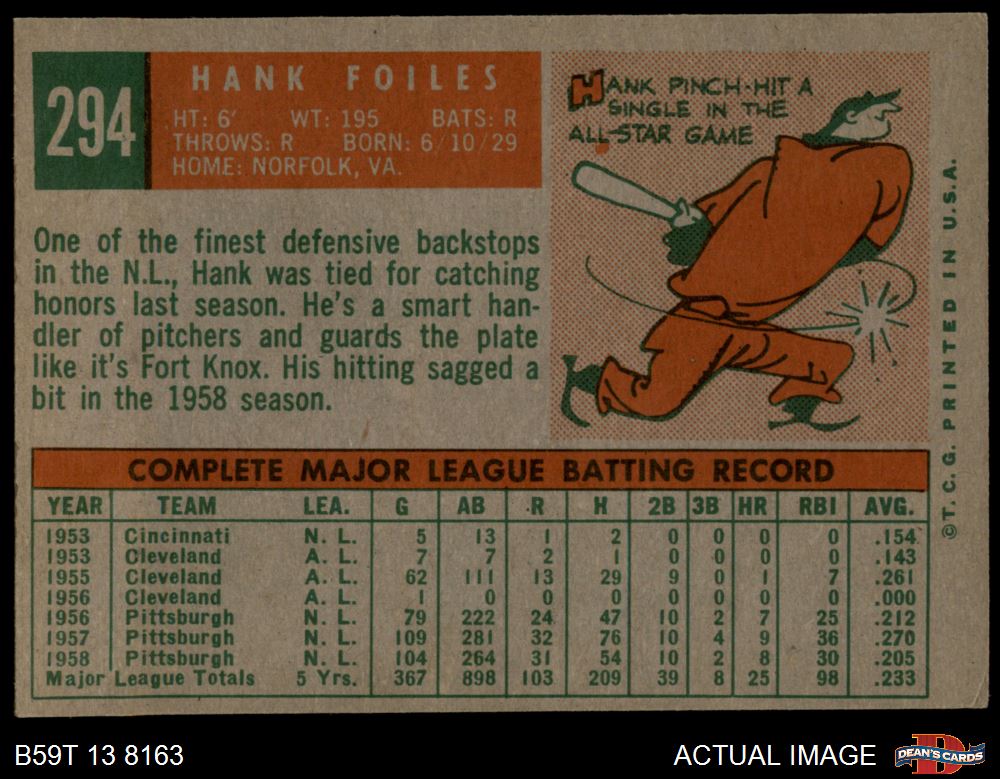 294
HANK FOILES
HT: 6' WT: 195 BATS: R
THROWS: R BORN: 6/10/29
HOME: NORFOLK, VA.
HANK PINCH-HIT A
SINGLE IN THE
ALL-STAR GAME
One of the finest defensive backstops
in the N.L., Hank was tied for catching
honors last season. He's a smart han-
dler of pitchers and guards the plate
like it's Fort Knox. His hitting sagged a
bit in the 1958 season.
COMPLETE MAJOR LEAGUE BATTING RECORD
YEAR TEAM LEA. G AB R H 2B 3B HR RBI AVG.
1953 Cincinnati N. L. 5 13 1 2 0 0 0 0 .154
1953 Cleveland A. L. 7 7 2 1 0 0 0 0 .143
1955 Cleveland A. L. 62 111 13 29 9 0 1 7 .261
1956 Cleveland A. L. 1 0 0 0 0 0 0 0 .000
1956 Pittsburgh N. L. 79 222 24 47 10 2 7 25 .212
1957 Pittsburgh N. L. 109 281 32 76 10 4 9 36 .270
1958 Pittsburgh N. L. 104 264 31 54 10 2 8 30 .205
Major League Totals 5 Yrs. 367 898 103 209 39 8 25 98 .233
©T. C. G. PRINTED IN U.S.A.
B59T 13 8163
ACTUAL IMAGE
DEAN'S CARDS